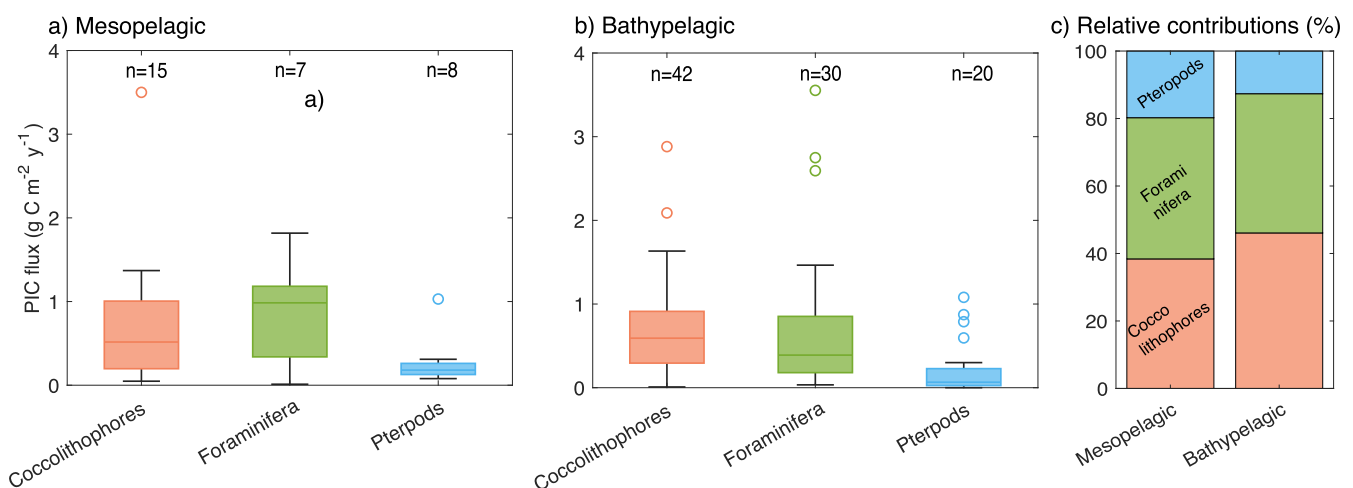 a) Mesopelagic
4
3
2
1
0
PIC flux (g C m⁻² y⁻¹)
n=15
n=7
n=8
a)
Coccolithophores
Foraminifera
Pterpods
b) Bathypelagic
4
3
2
1
0
n=42
n=30
n=20
Coccolithophores
Foraminifera
Pterpods
c) Relative contributions (%)
100
80
60
40
20
0
Pteropods
Forami
nifera
Cocco
lithophores
Mesopelagic
Bathypelagic